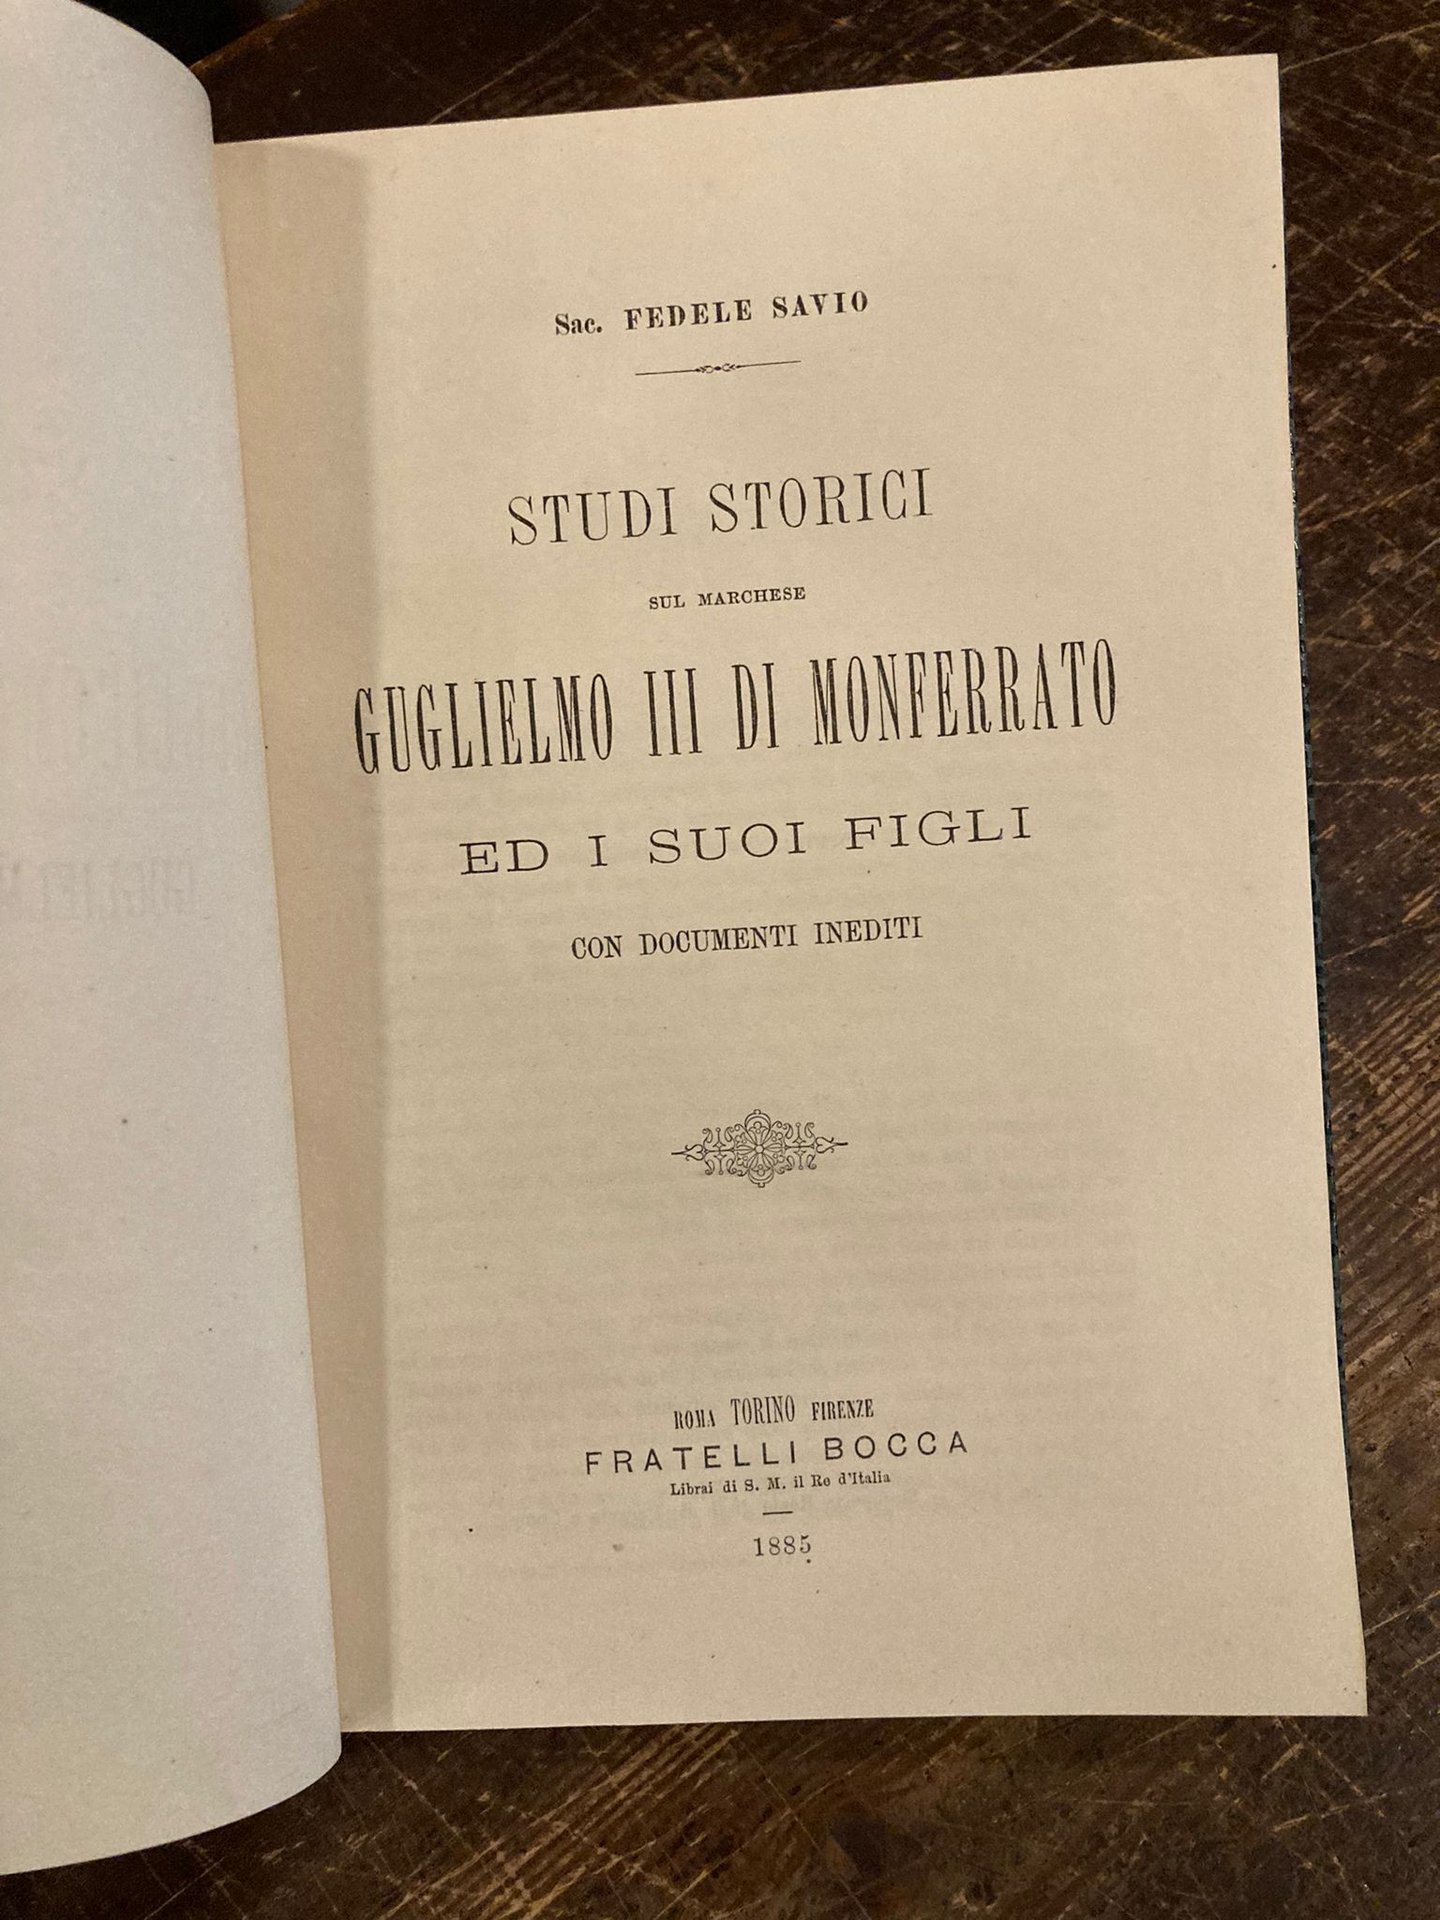 Sac. FEDELE SAVIO
STUDI STORICI
SUL MARCHESE
GUGLIELMO III DI MONFERRATO
ED I SUOI FIGLI
CON DOCUMENTI INEDITI
ROMA TORINO FIRENZE
FRATELLI BOCCA
Librai di S. M. il Re d'Italia
1885